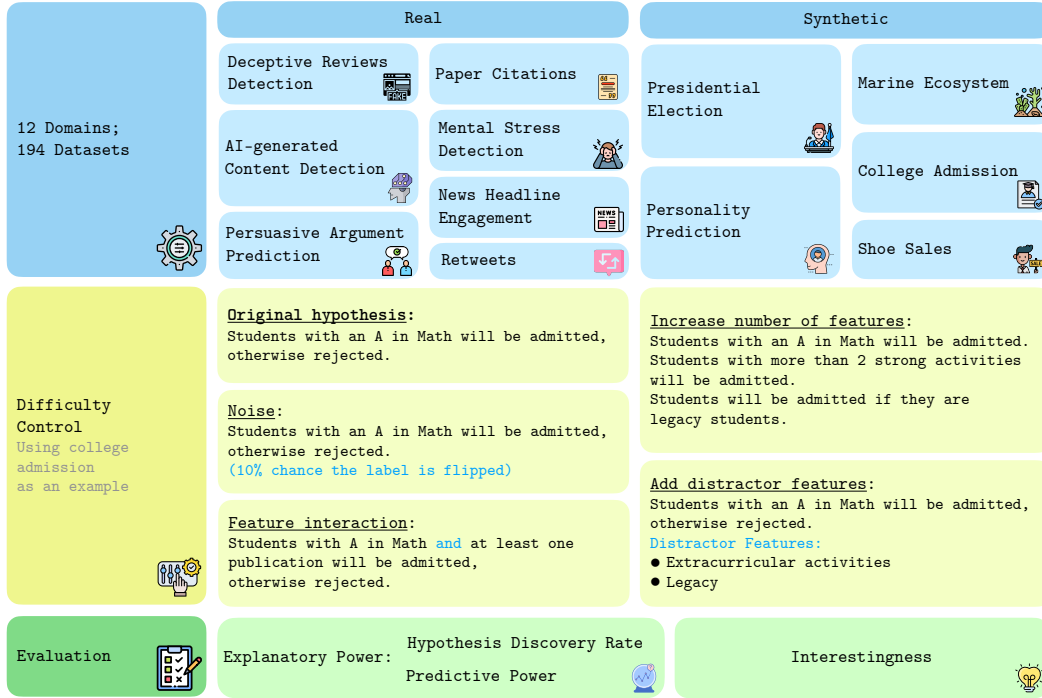 12 Domains;
194 Datasets
Real
Deceptive Reviews
Detection
FAKE
AI-generated
Content Detection
Persuasive Argument
Prediction
Paper Citations
Mental Stress
Detection
News Headline
Engagement
NEWS
Retweets
Synthetic
Presidential
Election
Personality
Prediction
Marine Ecosystem
College Admission
Shoe Sales
SALE
Difficulty
Control
Using college
admission
as an example
Original hypothesis:
Students with an A in Math will be admitted,
otherwise rejected.
Noise:
Students with an A in Math will be admitted,
otherwise rejected.
(10% chance the label is flipped)
Feature interaction:
Students with A in Math and at least one
publication will be admitted,
otherwise rejected.
Increase number of features:
Students with an A in Math will be admitted.
Students with more than 2 strong activities
will be admitted.
Students will be admitted if they are
legacy students.
Add distractor features:
Students with an A in Math will be admitted,
otherwise rejected.
Distractor Features:
● Extracurricular activities
● Legacy
Evaluation
Explanatory Power:
Hypothesis Discovery Rate
Predictive Power
Interestingness